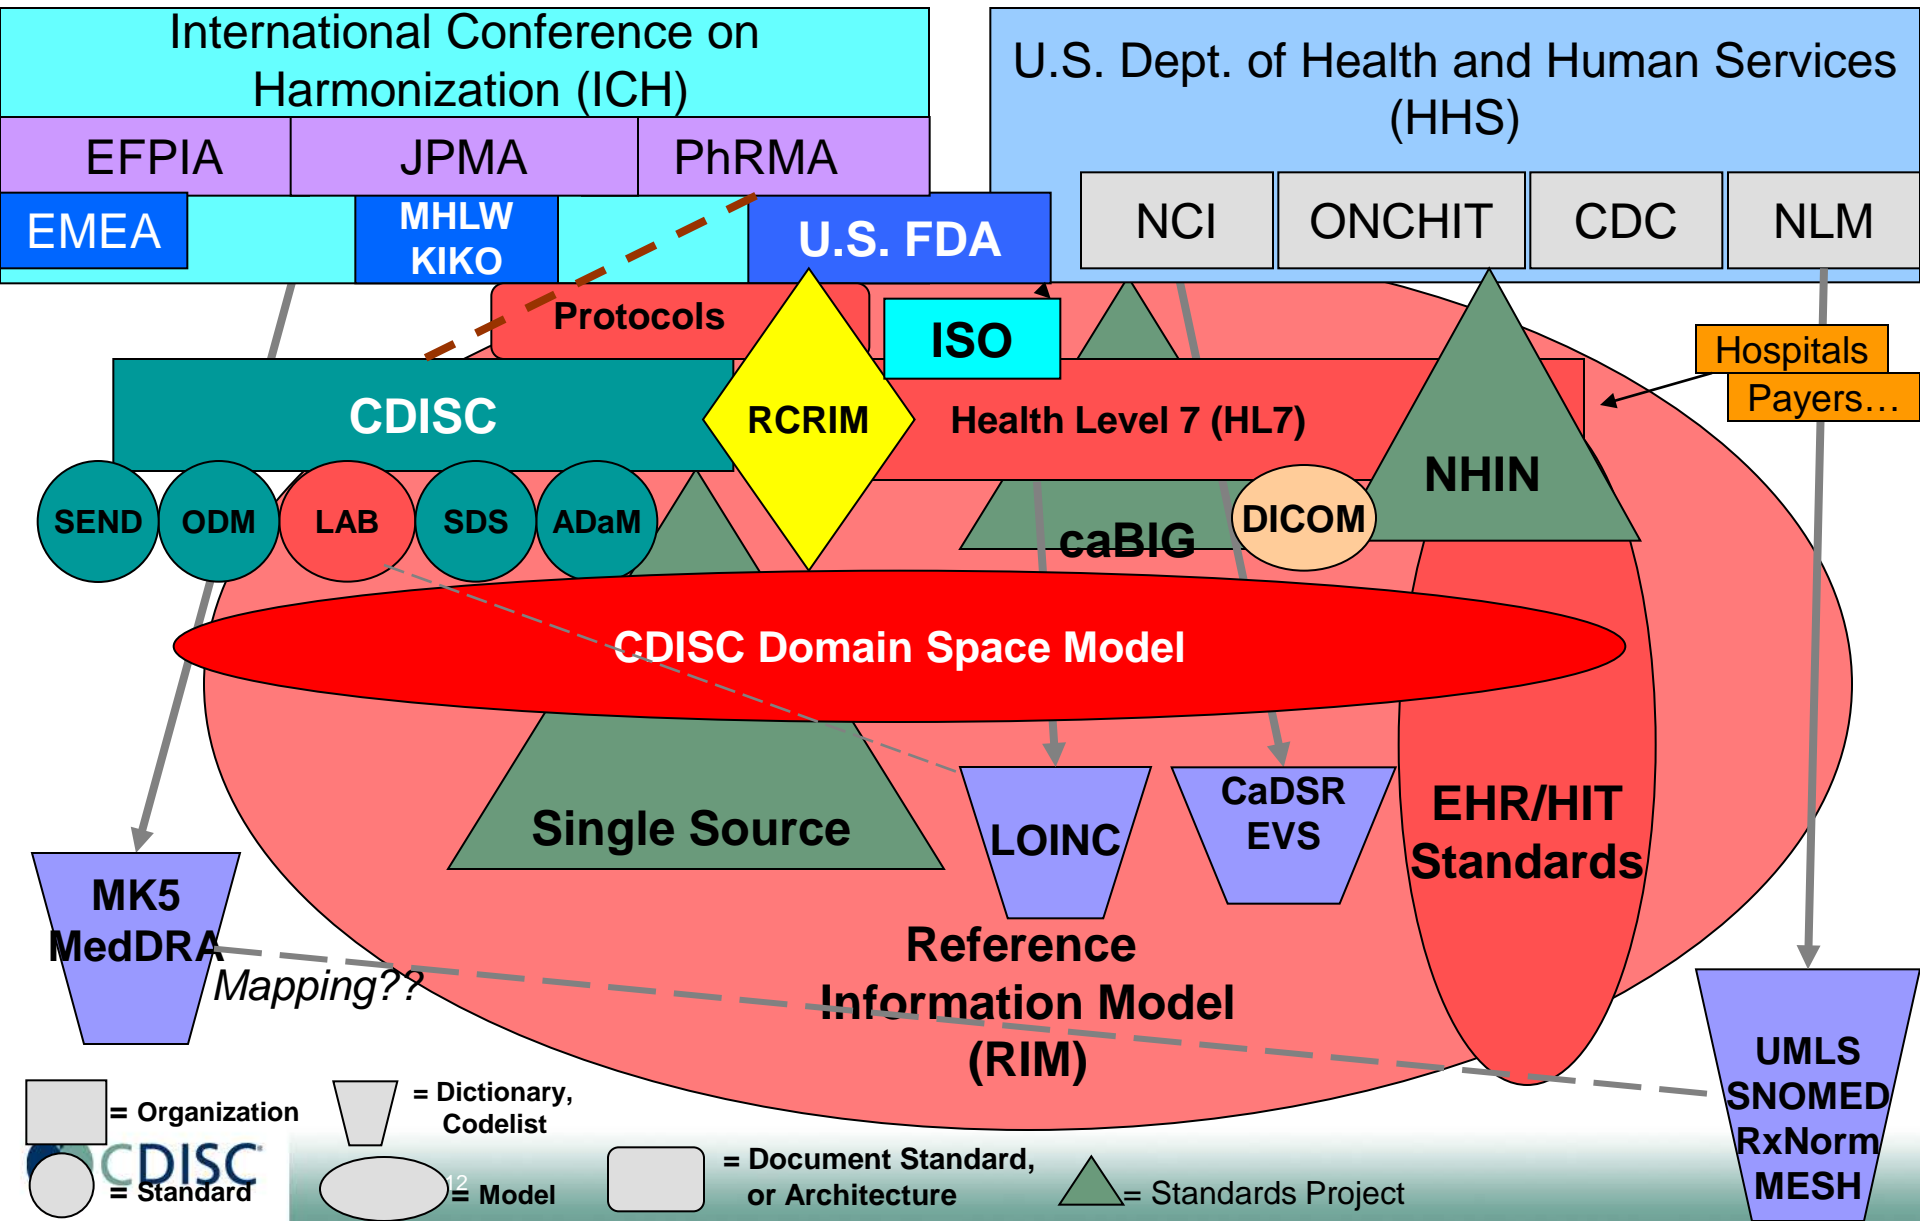 International Conference on
Harmonization (ICH)
U.S. Dept. of Health and Human Services
(HHS)
EFPIA
JPMA
PhRMA
EMEA
MHLW
KIKO
U.S. FDA
NCI
ONCHIT
CDC
NLM
Protocols
ISO
Hospitals
Payers…
CDISC
RCRIM
Health Level 7 (HL7)
NHIN
SEND
ODM
LAB
SDS
ADaM
caBIG
DICOM
CDISC Domain Space Model
Single Source
LOINC
CaDSR
EVS
EHR/HIT
Standards
MK5
MedDRA
Mapping??
Reference
Information Model
(RIM)
UMLS
SNOMED
RxNorm
MESH
= Organization
= Dictionary,
Codelist
CDISC
= Standard
12
= Model
= Document Standard,
or Architecture
= Standards Project